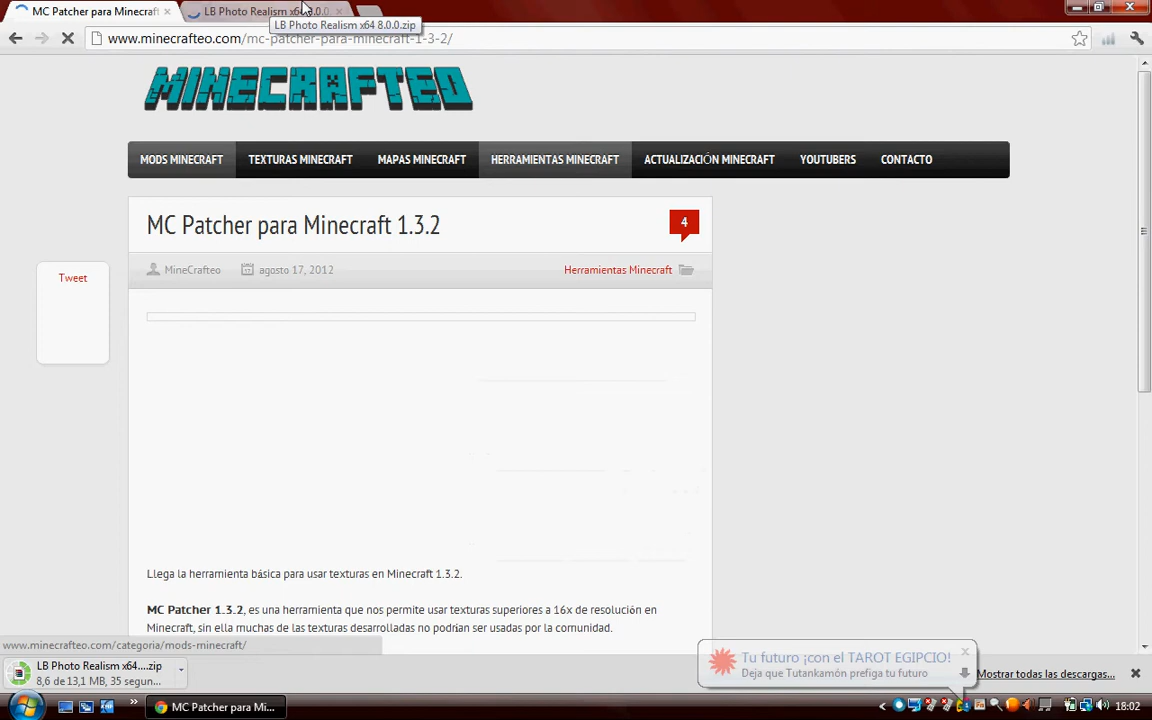 MC Patcher para Minecraft
LB Photo Realism x64 8.0.0
LB Photo Realism x64 8.0.0.zip
www.minecrafteo.com/mc-patcher-para-minecraft-1-3-2/
MINECRAFTEO
MODS MINECRAFT
TEXTURAS MINECRAFT
MAPAS MINECRAFT
HERRAMIENTAS MINECRAFT
ACTUALIZACIÓN MINECRAFT
YOUTUBERS
CONTACTO
MC Patcher para Minecraft 1.3.2
4
MineCrafteo
agosto 17, 2012
Herramientas Minecraft
Tweet
Llega la herramienta básica para usar texturas en Minecraft 1.3.2.
MC Patcher 1.3.2, es una herramienta que nos permite usar texturas superiores a 16x de resolución en
Minecraft, sin ella muchas de las texturas desarrolladas no podrían ser usadas por la comunidad.
www.minecrafteo.com/categoria/mods-minecraft/
LB Photo Realism x64....zip
8,6 de 13,1 MB, 35 segun...
Tu futuro ¡con el TAROT EGIPCIO!
Deja que Tutankamón prefiga tu futuro
Mostrar todas las descargas...
MC Patcher para Mi...
18:02